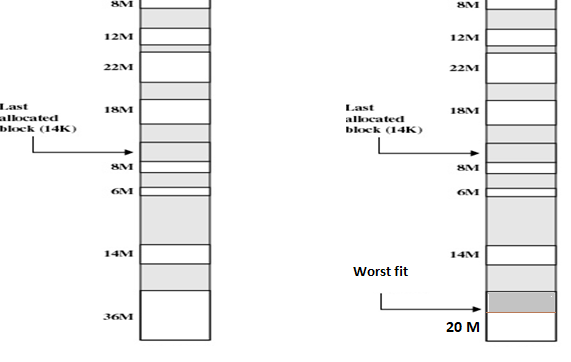 8M
12M
22M
18M
Last
allocated
block (14K)
8M
6M
14M
36M
8M
12M
22M
18M
Last
allocated
block (14K)
8M
6M
14M
Worst fit
20 M